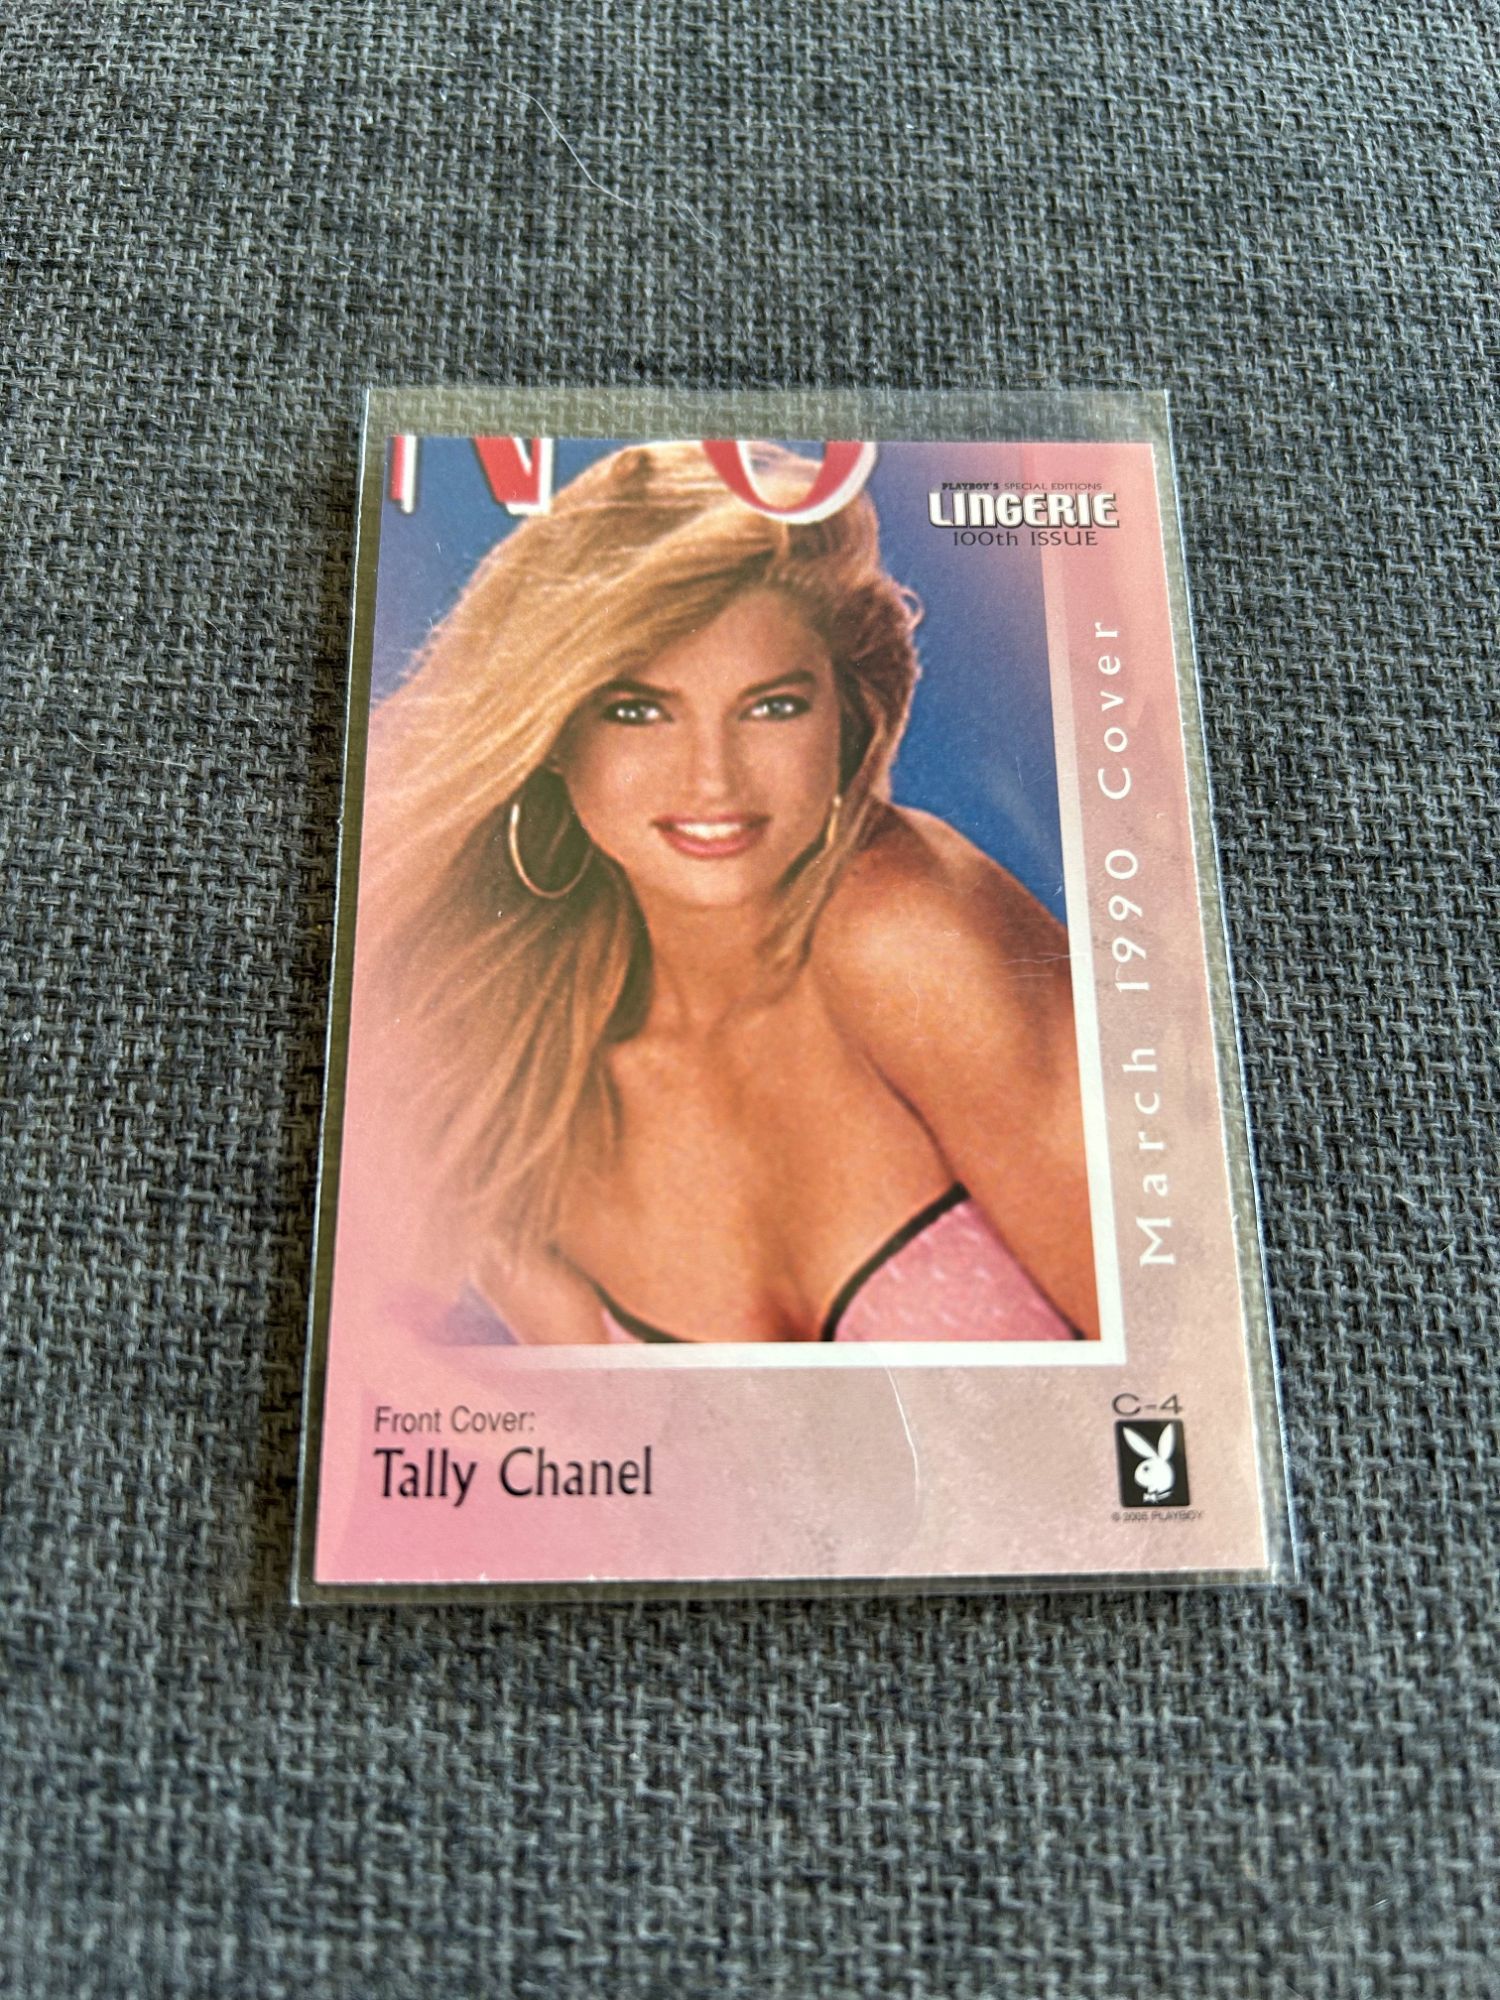 N O
PLAYBOY'S SPECIAL EDITIONS
LINGERIE
100th ISSUE
March 1990 Cover
Front Cover:
Tally Chanel
C-4
© 2005 PLAYBOY